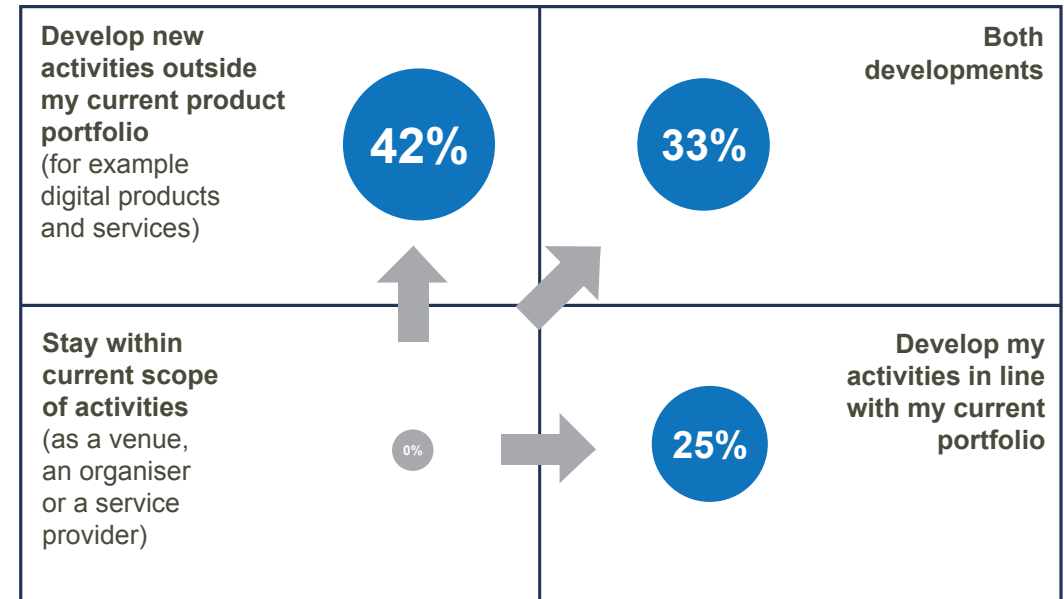 Develop new
activities outside
my current product
portfolio
(for example
digital products
and services)
42%
Both
developments
33%
Stay within
current scope
of activities
(as a venue,
an organiser
or a service
provider)
0%
Develop my
activities in line
with my current
portfolio
25%